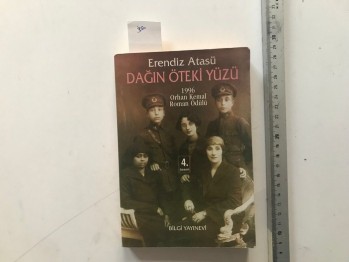 Erendiz Atasü
DAĞIN ÖTEKİ YÜZÜ
1996
Orhan Kemal
Roman Ödülü
4.
BİLGİ YAYINEVİ